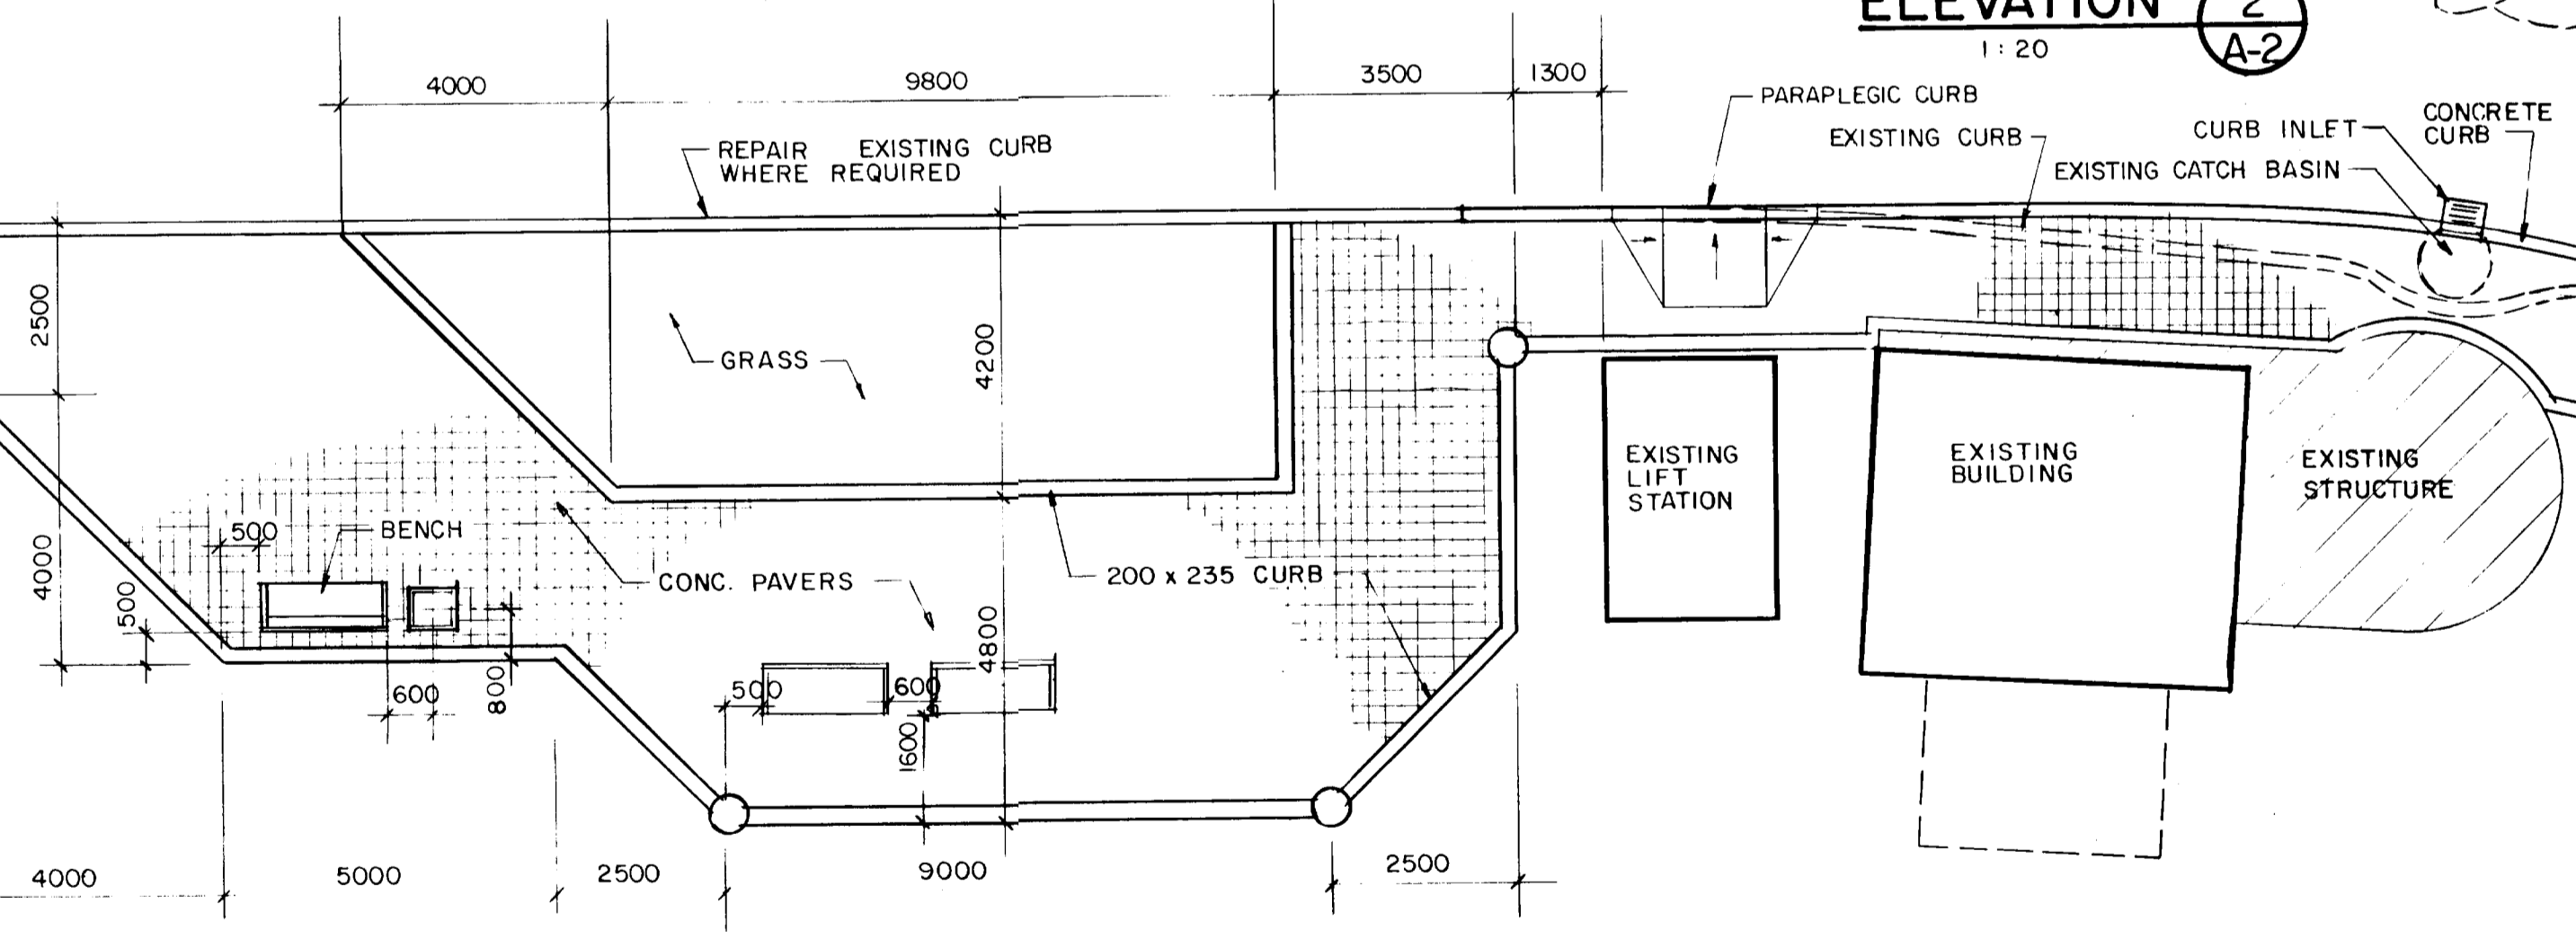 ELEVATION
2
A-2
1 : 20
4000
9800
3500
1300
PARAPLEGIC CURB
EXISTING CURB
CURB INLET
CONCRETE
CURB
EXISTING CATCH BASIN
REPAIR EXISTING CURB
WHERE REQUIRED
2500
4200
GRASS
EXISTING
LIFT
STATION
EXISTING
BUILDING
EXISTING
STRUCTURE
500
BENCH
4000
500
CONC. PAVERS
200 x 235 CURB
4800
600
800
500
600
1600
4000
5000
2500
9000
2500